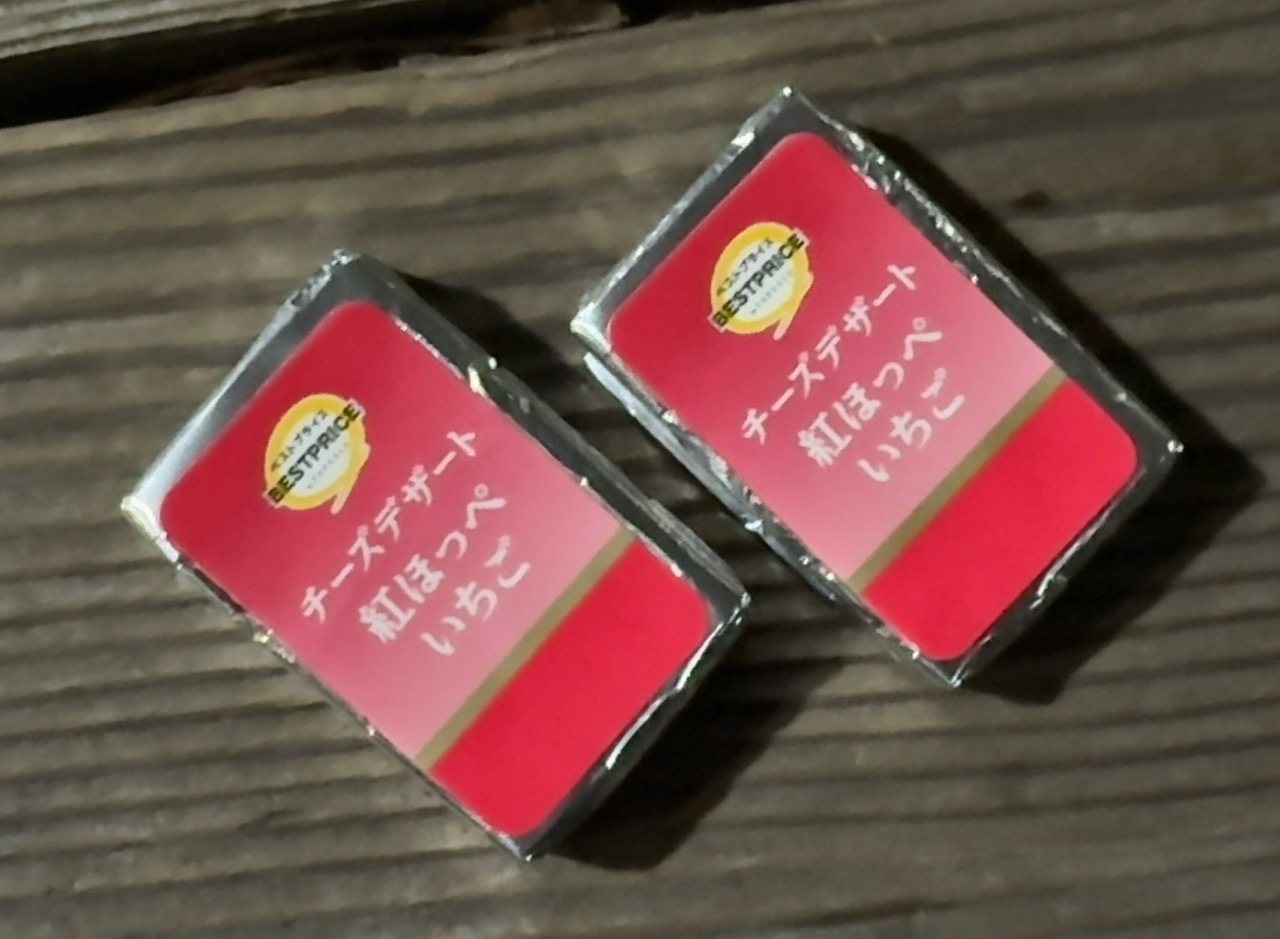 ベストプライス
BESTPRICE
チーズデザート
紅ほっぺ
いちご
ベストプライス
BESTPRICE
チーズデザート
紅ほっぺ
いちご